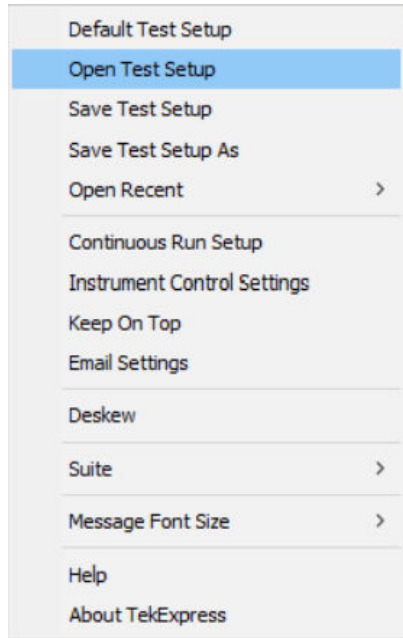 Default Test Setup
Open Test Setup
Save Test Setup
Save Test Setup As
Open Recent
Continuous Run Setup
Instrument Control Settings
Keep On Top
Email Settings
Deskew
Suite
Message Font Size
Help
About TekExpress